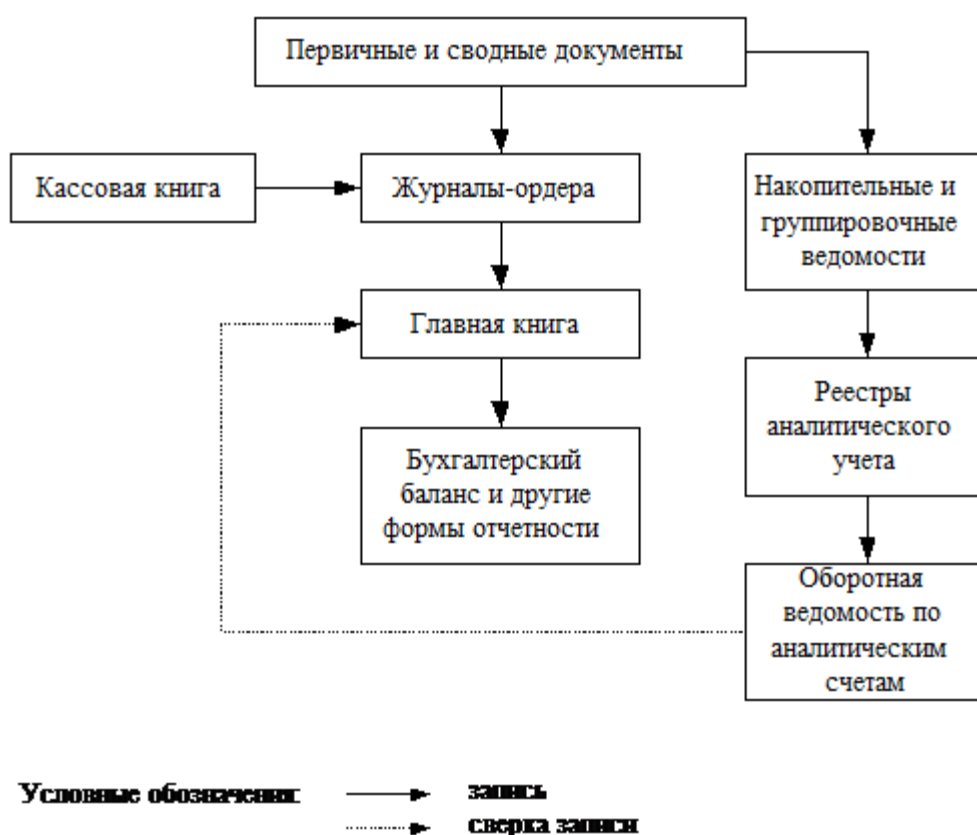 Первичные и сводные документы
Кассовая книга
Журналы-ордера
Накопительные и
группировочные
ведомости
Главная книга
Реестры
аналитического
учета
Бухгалтерский
баланс и другие
формы отчетности
Оборотная
ведомость по
аналитическим
счетам
Условные обозначения:
запись
сверка записи